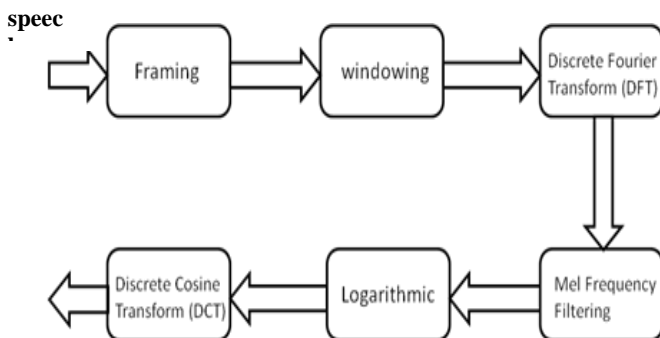 speec
Framing
windowing
Discrete Fourier
Transform (DFT)
Discrete Cosine
Transform (DCT)
Logarithmic
Mel Frequency
Filtering